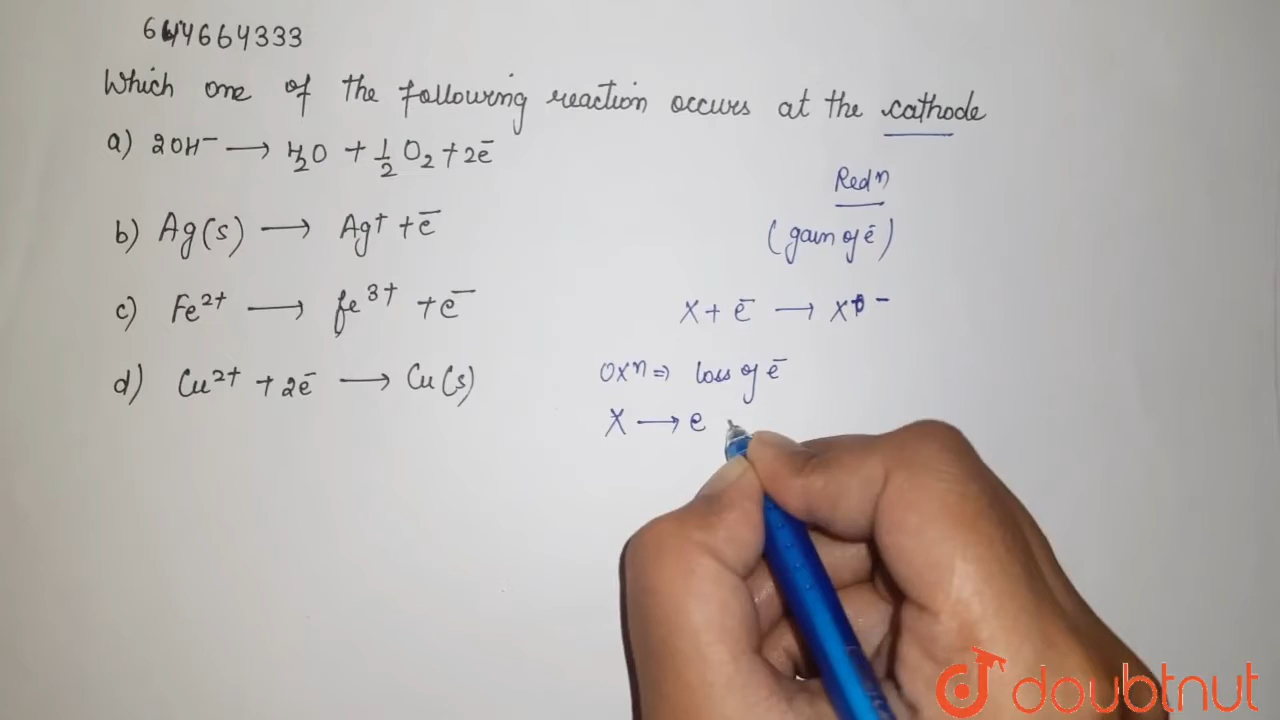 644664333
Which one of the following reaction occurs at the cathode
a) 2OH⁻ ⟶ H₂O + 1/2 O₂ + 2e⁻
b) Ag(s) ⟶ Ag⁺ + e⁻
c) Fe²⁺ ⟶ fe³⁺ + e⁻
d) Cu²⁺ + 2e⁻ ⟶ Cu(s)
Redⁿ
(gain of e⁻)
X + e⁻ ⟶ X⁻
Oxⁿ ⇒ loss of e⁻
X ⟶ e
doubtnut